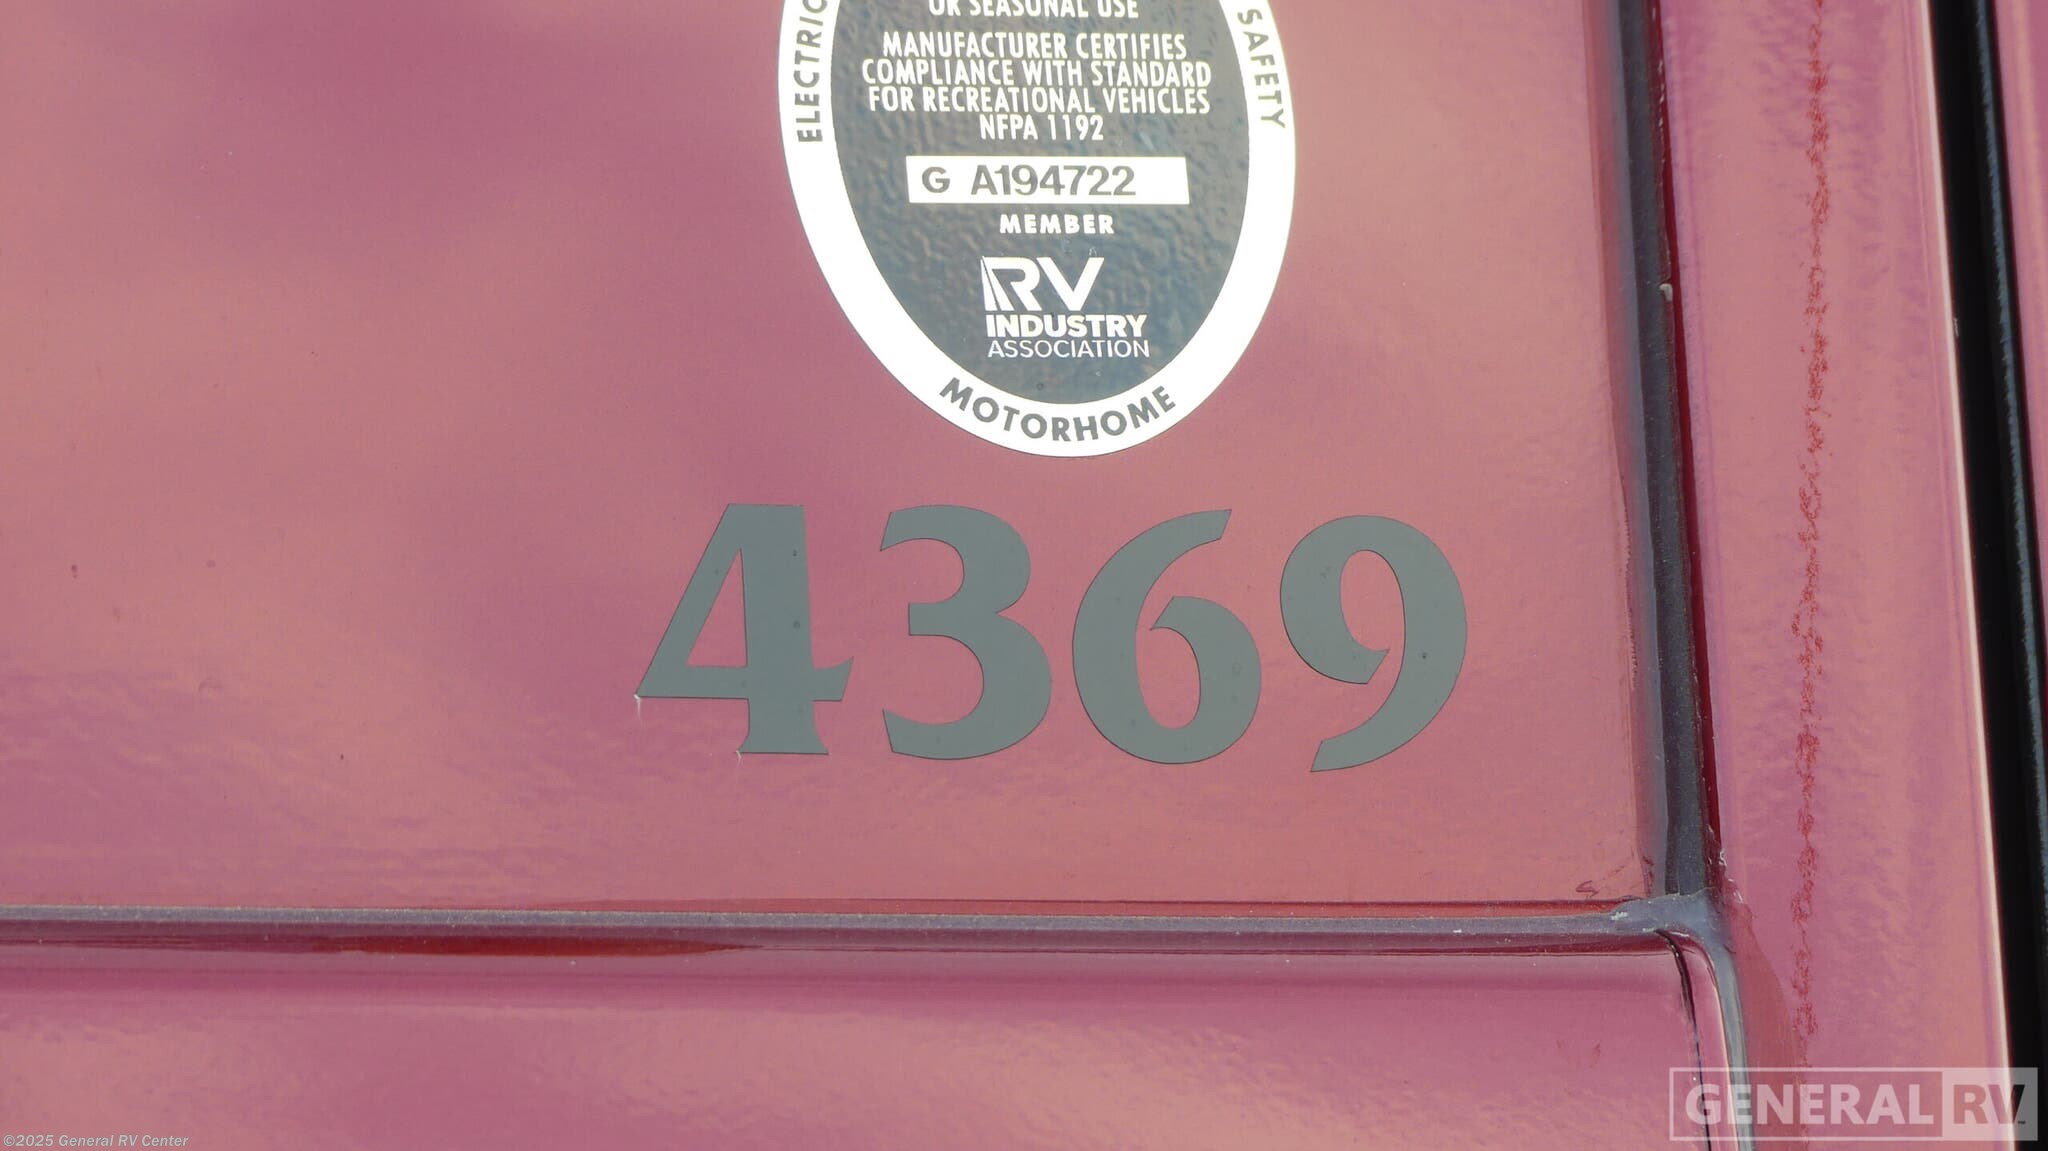 OR SEASONAL USE
MANUFACTURER CERTIFIES
COMPLIANCE WITH STANDARD
FOR RECREATIONAL VEHICLES
NFPA 1192
ELECTRIC
SAFETY
G A194722
MEMBER
RV
INDUSTRY
ASSOCIATION
MOTORHOME
4369
GENERAL RV
©2025 General RV Center